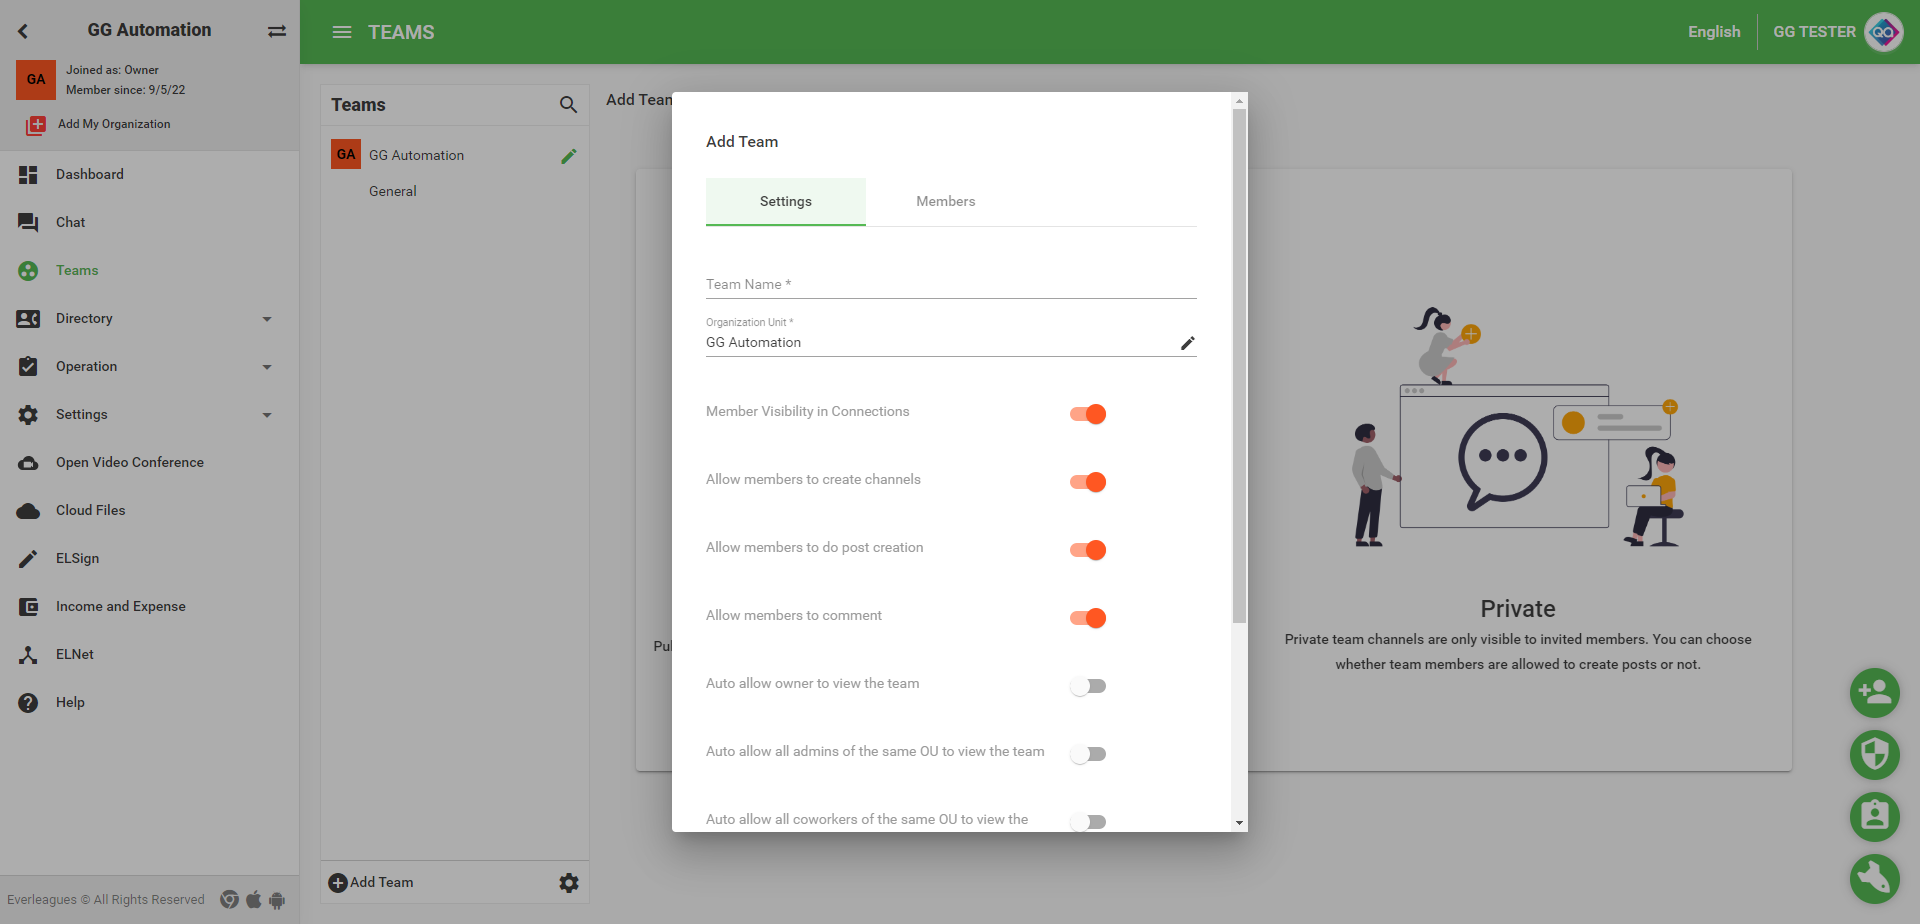 GG Automation
GA
Joined as: Owner
Member since: 9/5/22
Add My Organization
Dashboard
Chat
Teams
Directory
Operation
Settings
Open Video Conference
Cloud Files
ELSign
Income and Expense
ELNet
Help
Everleagues © All Rights Reserved
TEAMS
English
GG TESTER
QA
Teams
GA
GG Automation
General
Add Team
Add Team
Settings
Members
Team Name *
Organization Unit *
GG Automation
Member Visibility in Connections
Allow members to create channels
Allow members to do post creation
Allow members to comment
Auto allow owner to view the team
Auto allow all admins of the same OU to view the team
Auto allow all coworkers of the same OU to view the
Private
Private team channels are only visible to invited members. You can choose
whether team members are allowed to create posts or not.